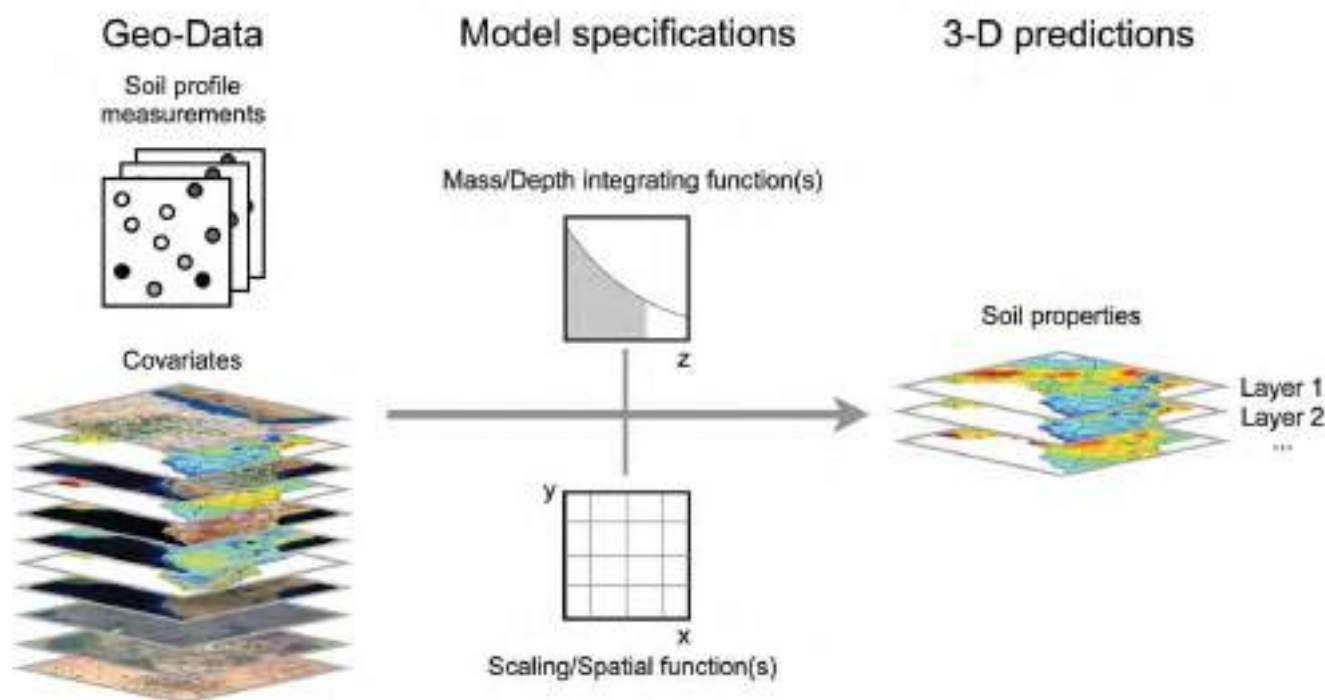 Geo-Data
Soil profile
measurements
Covariates
Model specifications
Mass/Depth integrating function(s)
z
y
x
Scaling/Spatial function(s)
3-D predictions
Soil properties
Layer 1
Layer 2
...